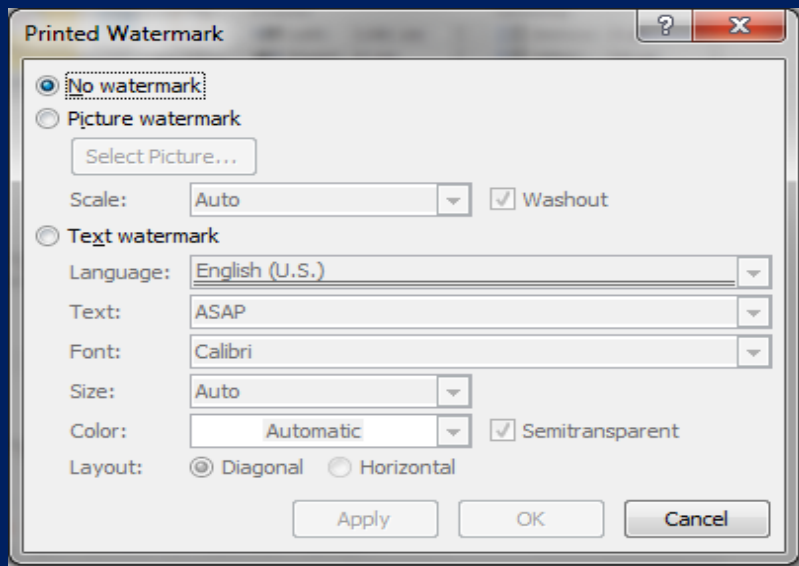 Printed Watermark
?
No watermark
Picture watermark
Select Picture...
Scale: Auto Washout
Text watermark
Language: English (U.S.)
Text: ASAP
Font: Calibri
Size: Auto
Color: Automatic Semitransparent
Layout: Diagonal Horizontal
Apply OK Cancel